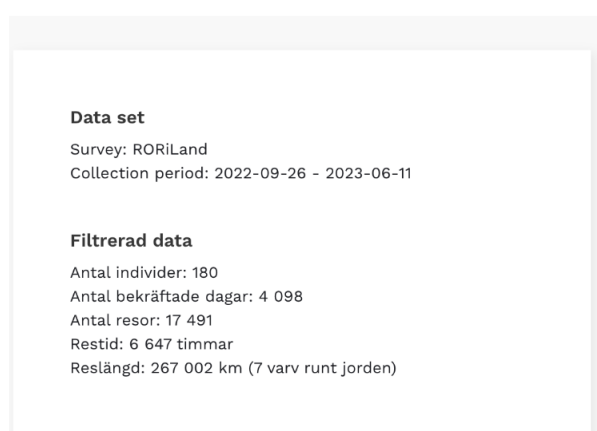 Data set
Survey: RORiLand
Collection period: 2022-09-26 - 2023-06-11
Filtrerad data
Antal individer: 180
Antal bekräftade dagar: 4 098
Antal resor: 17 491
Restid: 6 647 timmar
Reslängd: 267 002 km (7 varv runt jorden)